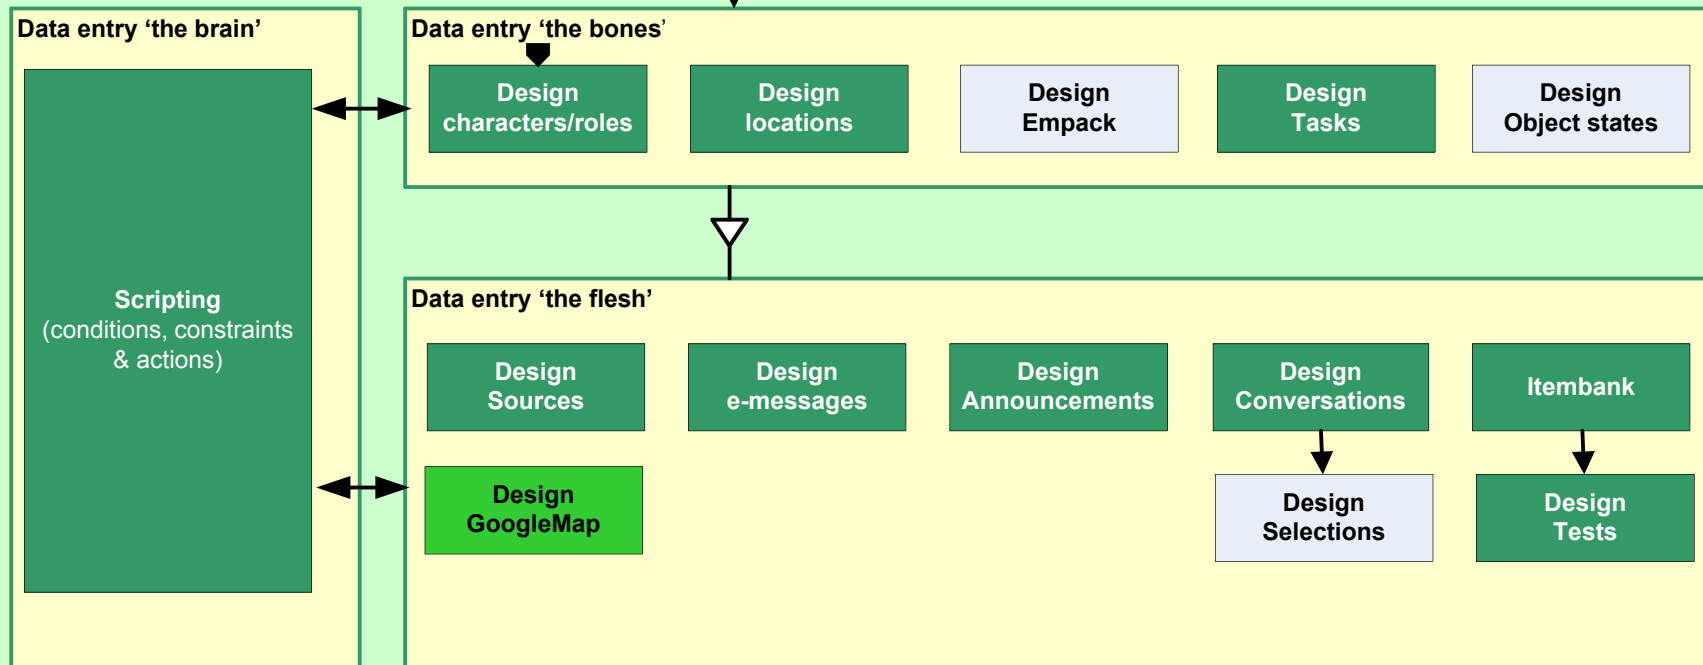 Data entry ‘the brain’
Scripting
(conditions, constraints
& actions)
Data entry ‘the bones’
Design
characters/roles
Design
locations
Design
Empack
Design
Tasks
Design
Object states
Data entry ‘the flesh’
Design
Sources
Design
e-messages
Design
Announcements
Design
Conversations
Itembank
Design
GoogleMap
Design
Selections
Design
Tests